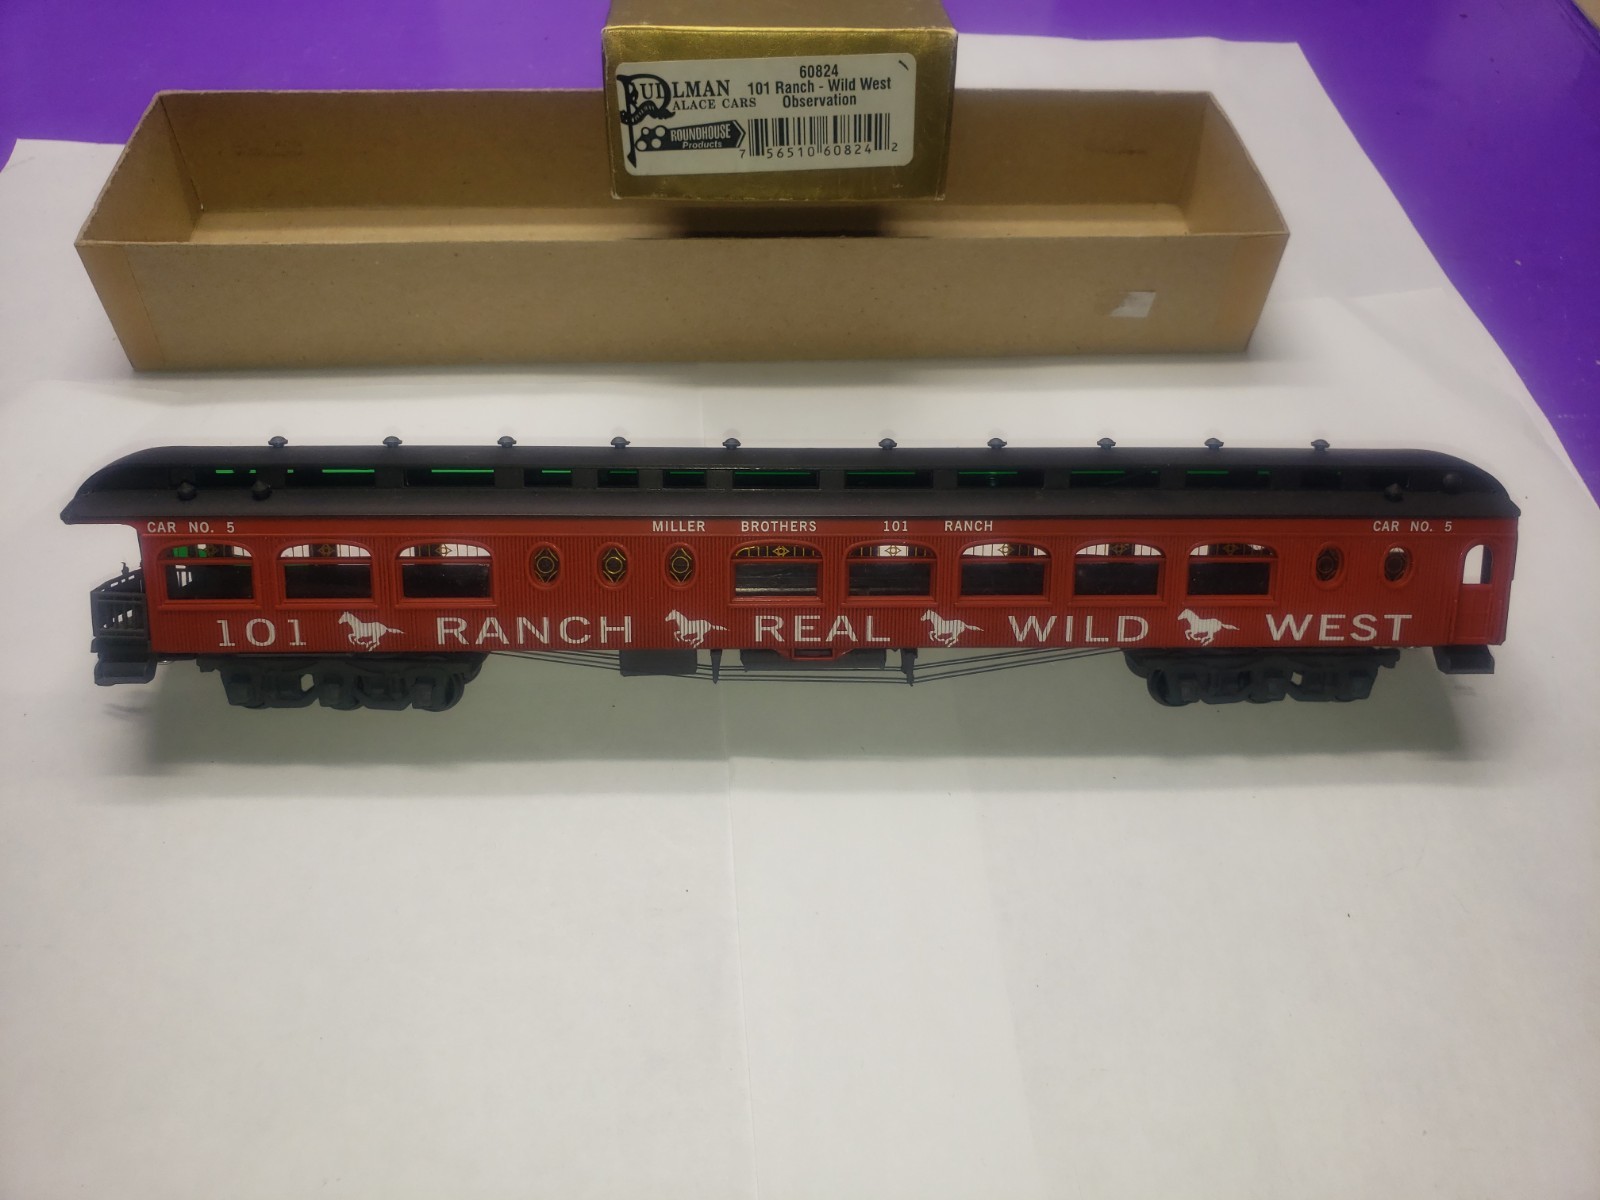 60824
PULLMAN 101 Ranch - Wild West
PALACE CARS Observation
ROUNDHOUSE
Products
7 56510 60824 2
CAR NO. 5 MILLER BROTHERS 101 RANCH CAR NO. 5
101 RANCH REAL WILD WEST